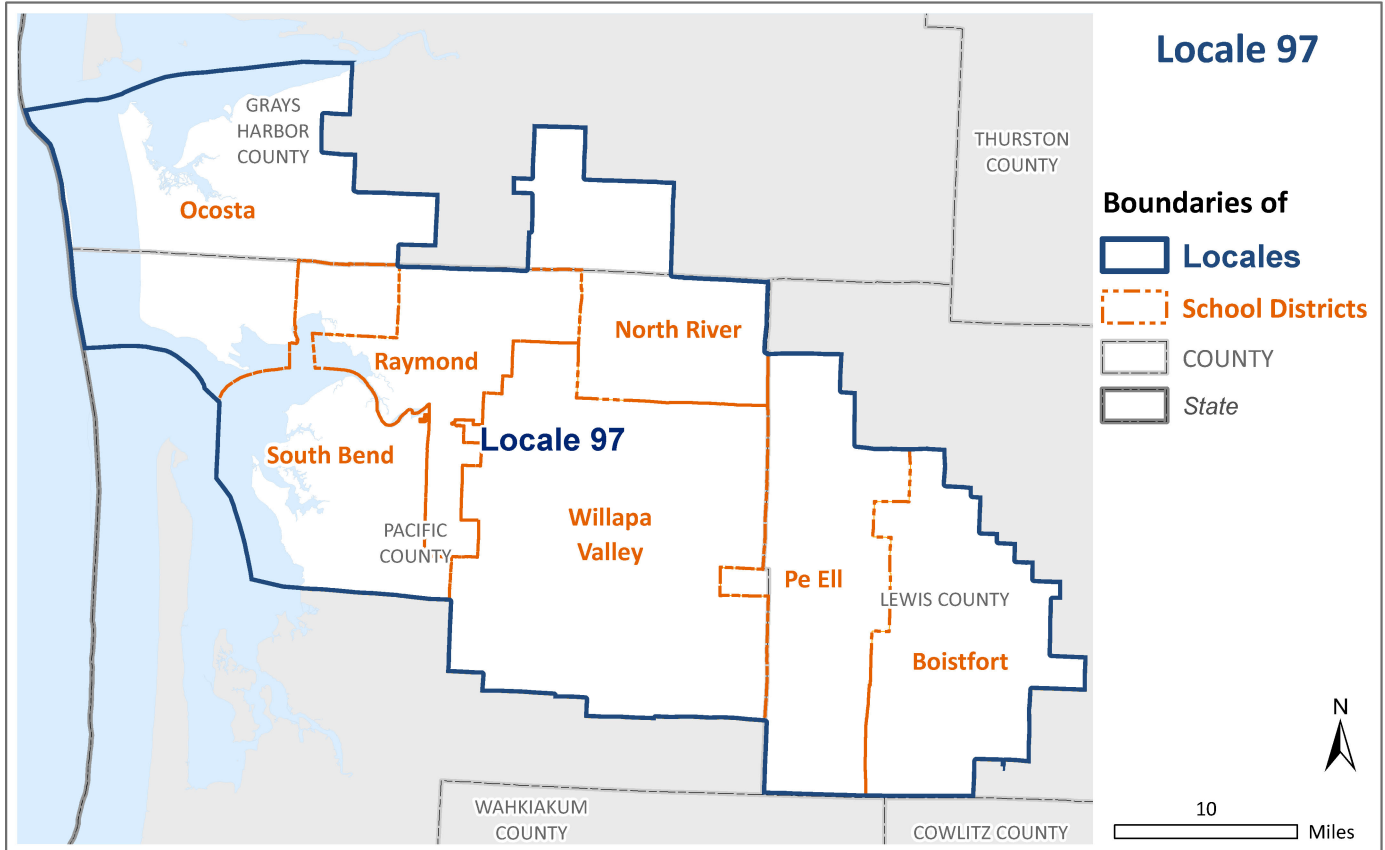 Locale 97
GRAYS
HARBOR
COUNTY
THURSTON
COUNTY
Ocosta
Boundaries of
Locales
School Districts
COUNTY
State
North River
Raymond
Locale 97
South Bend
Willapa
Valley
PACIFIC
COUNTY
Pe Ell
LEWIS COUNTY
Boistfort
WAHKIAKUM
COUNTY
COWLITZ COUNTY
N
10
Miles